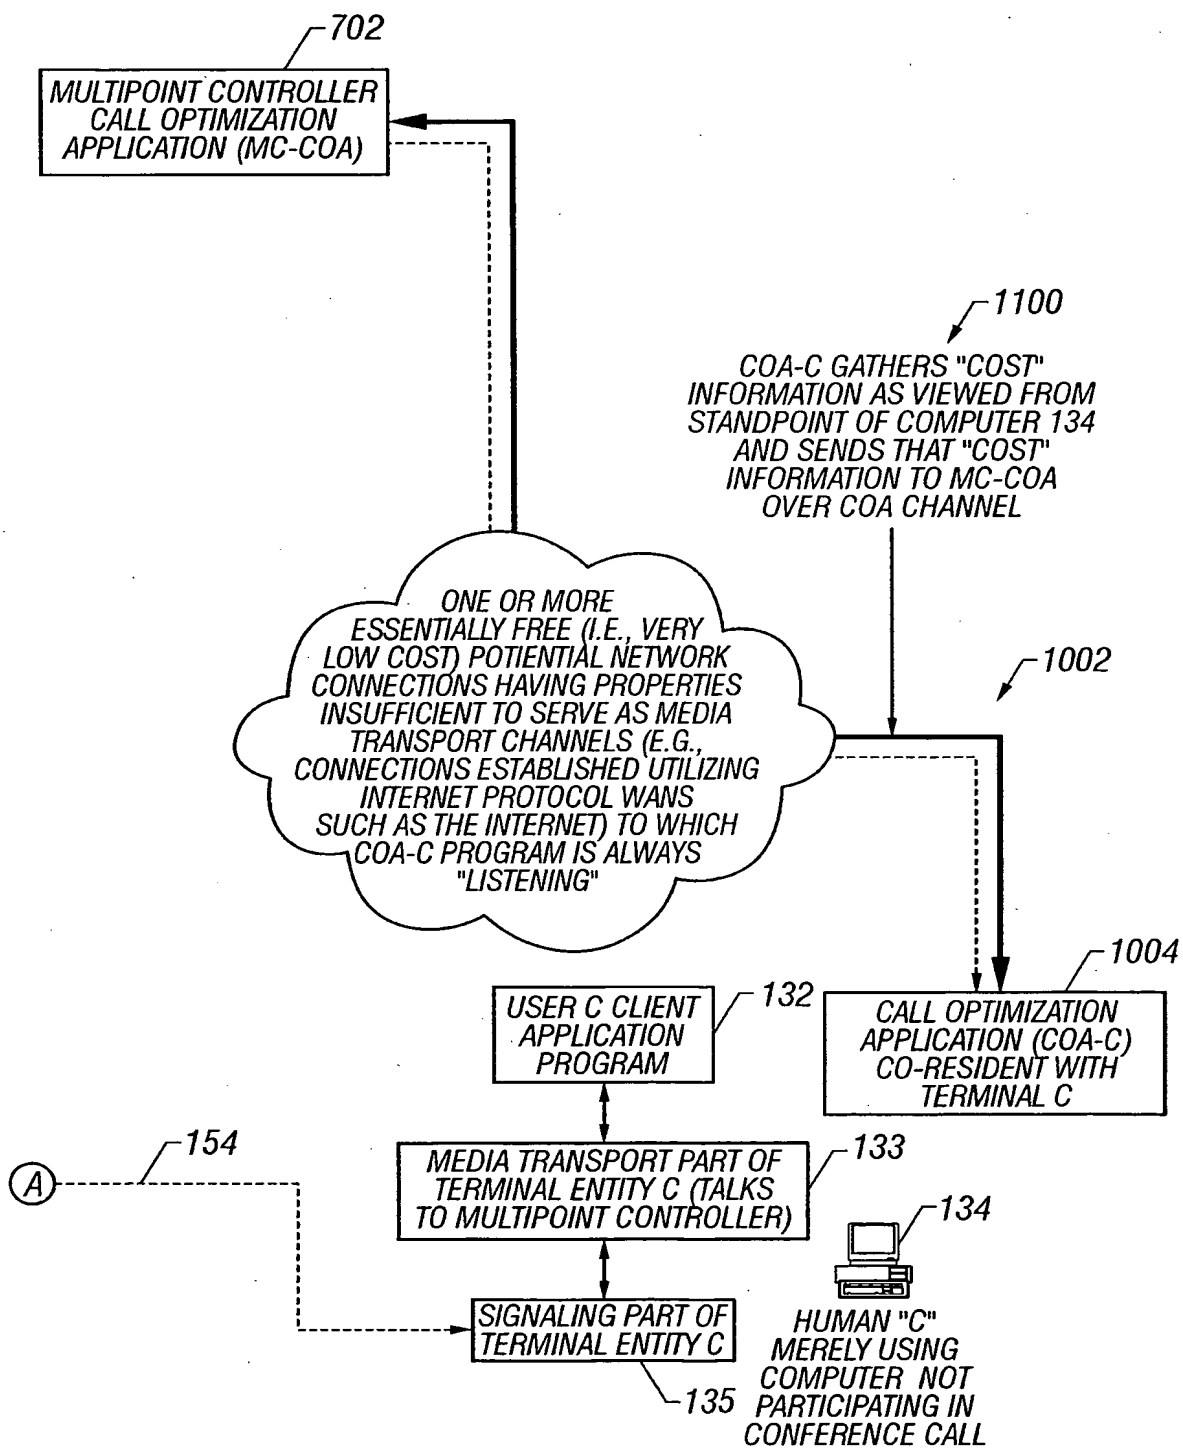 702
MULTIPOINT CONTROLLER
CALL OPTIMIZATION
APPLICATION (MC-COA)
1100
COA-C GATHERS "COST"
INFORMATION AS VIEWED FROM
STANDPOINT OF COMPUTER 134
AND SENDS THAT "COST"
INFORMATION TO MC-COA
OVER COA CHANNEL
ONE OR MORE
ESSENTIALLY FREE (I.E., VERY
LOW COST) POTIENTIAL NETWORK
CONNECTIONS HAVING PROPERTIES
INSUFFICIENT TO SERVE AS MEDIA
TRANSPORT CHANNELS (E.G.,
CONNECTIONS ESTABLISHED UTILIZING
INTERNET PROTOCOL WANS
SUCH AS THE INTERNET) TO WHICH
COA-C PROGRAM IS ALWAYS
"LISTENING"
1002
1004
CALL OPTIMIZATION
APPLICATION (COA-C)
CO-RESIDENT WITH
TERMINAL C
132
USER C CLIENT
APPLICATION
PROGRAM
154
A
133
MEDIA TRANSPORT PART OF
TERMINAL ENTITY C (TALKS
TO MULTIPOINT CONTROLLER)
134
SIGNALING PART OF
TERMINAL ENTITY C
135
HUMAN "C"
MERELY USING
COMPUTER NOT
PARTICIPATING IN
CONFERENCE CALL